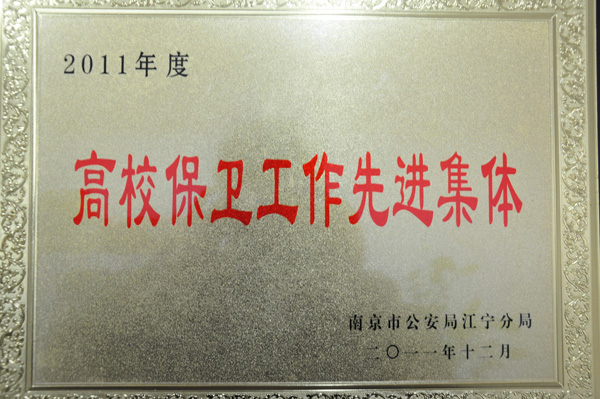 2011年度
高校保卫工作先进集体
南京市公安局江宁分局
二〇一一年十二月